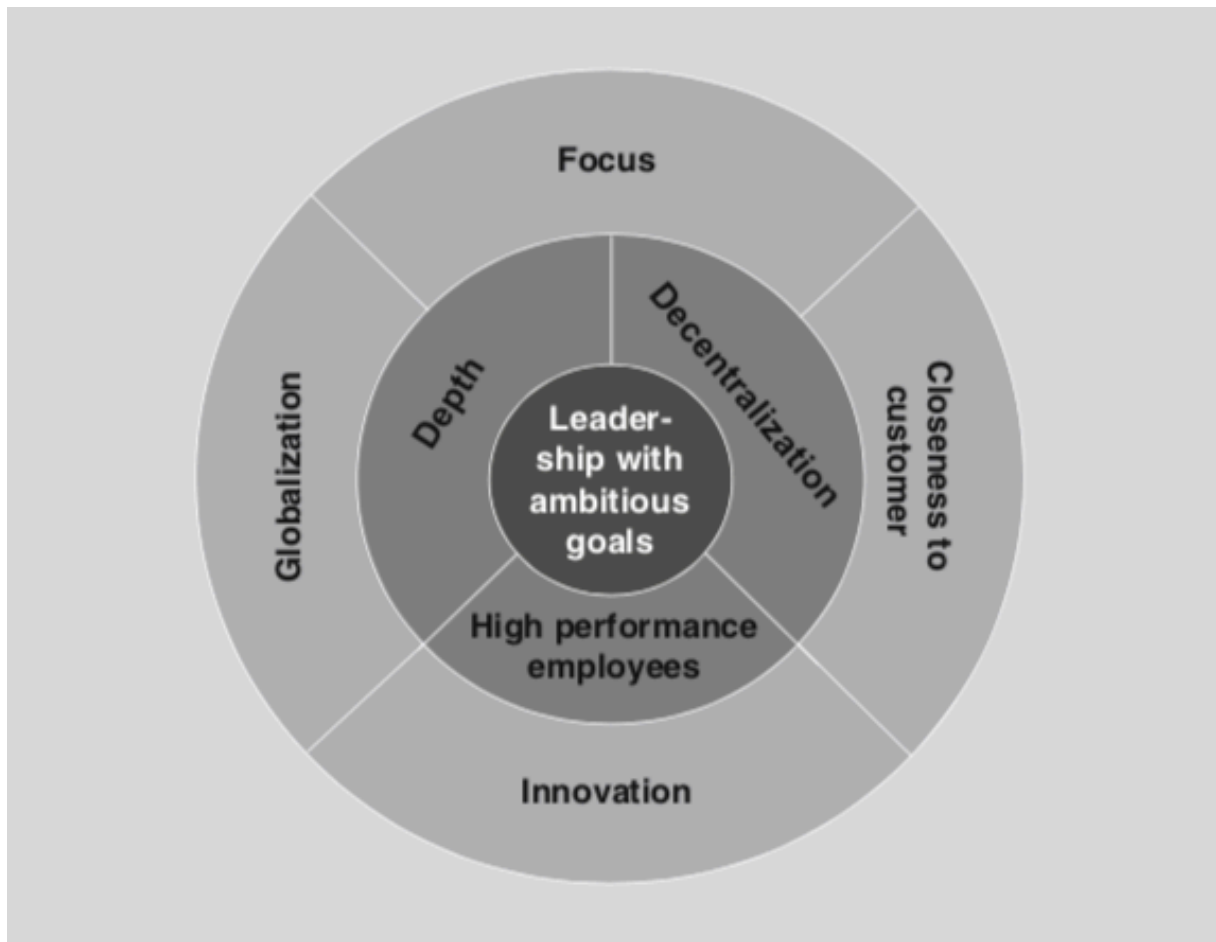 Focus
Decentralization
Depth
Closeness to
customer
Globalization
Leader-
ship with
ambitious
goals
High performance
employees
Innovation